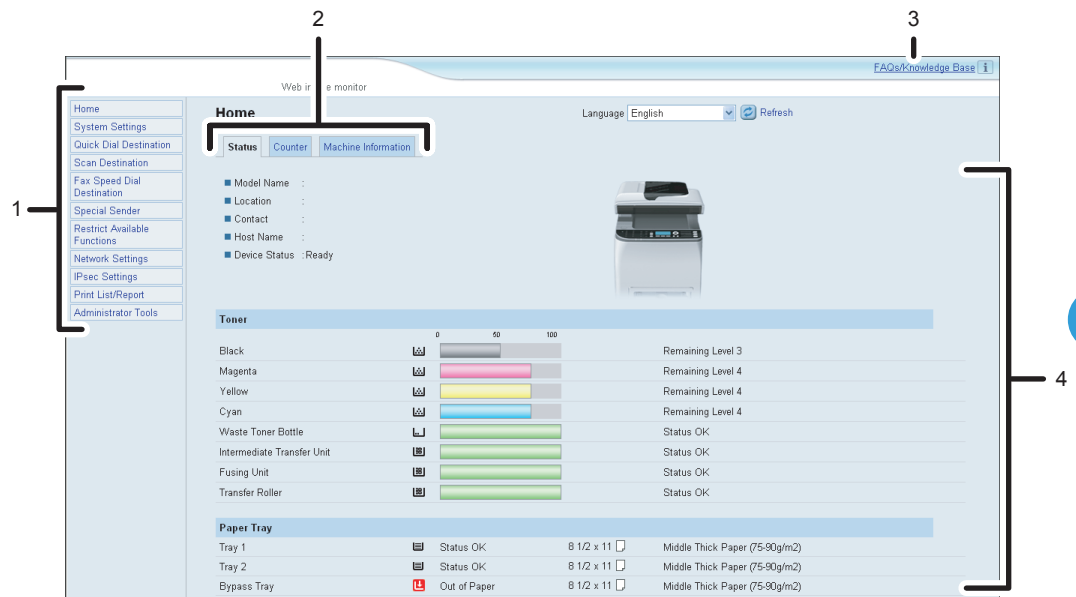 2
3
FAQs/Knowledge Base
Web monitor
Home
Language English Refresh
Status Counter Machine Information
1
Home
System Settings
Quick Dial Destination
Scan Destination
Fax Speed Dial
Destination
Special Sender
Restrict Available
Functions
Network Settings
IPsec Settings
Print List/Report
Administrator Tools
Model Name :
Location :
Contact :
Host Name :
Device Status :Ready
4
Toner
0 50 100
Black Remaining Level 3
Magenta Remaining Level 4
Yellow Remaining Level 4
Cyan Remaining Level 4
Waste Toner Bottle Status OK
Intermediate Transfer Unit Status OK
Fusing Unit Status OK
Transfer Roller Status OK
Paper Tray
Tray 1 Status OK 8 1/2 x 11 Middle Thick Paper (75-90g/m2)
Tray 2 Status OK 8 1/2 x 11 Middle Thick Paper (75-90g/m2)
Bypass Tray Out of Paper 8 1/2 x 11 Middle Thick Paper (75-90g/m2)